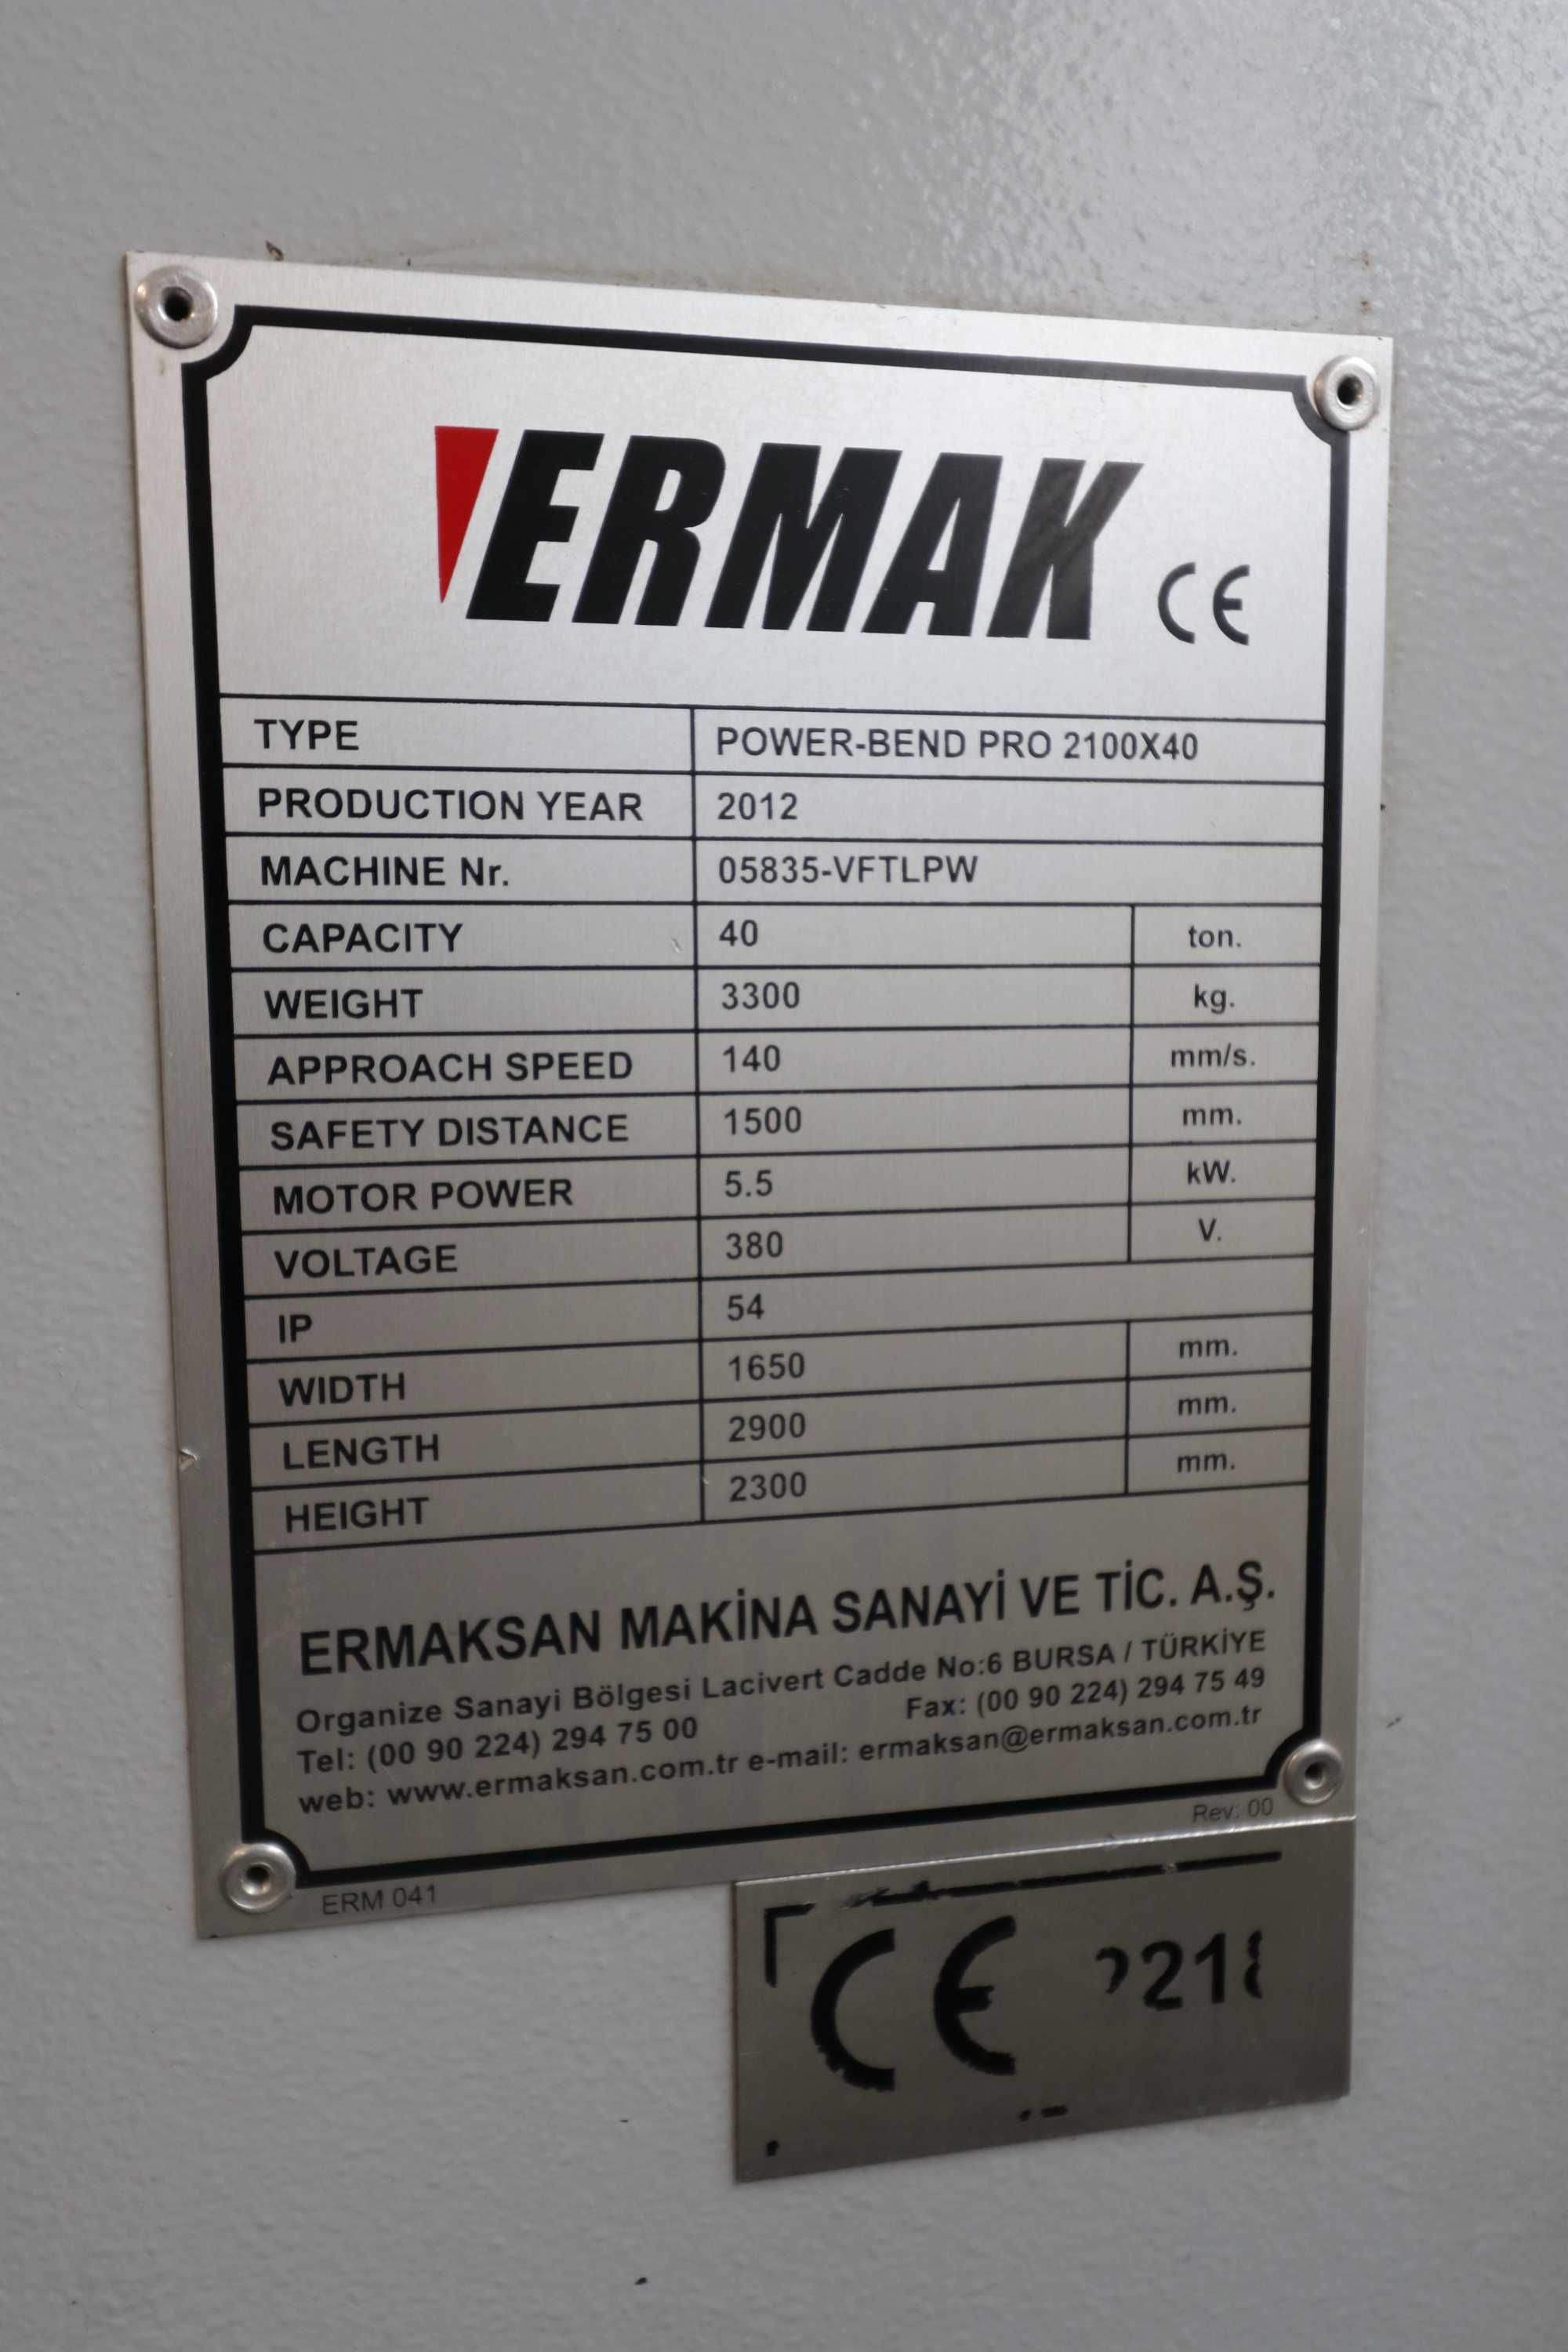 ERMAK CE
TYPE POWER-BEND PRO 2100X40
PRODUCTION YEAR 2012
MACHINE Nr. 05835-VFTLPW
CAPACITY 40 ton.
WEIGHT 3300 kg.
APPROACH SPEED 140 mm/s.
SAFETY DISTANCE 1500 mm.
MOTOR POWER 5.5 kW.
VOLTAGE 380 V.
IP 54
WIDTH 1650 mm.
LENGTH 2900 mm.
HEIGHT 2300 mm.
ERMAKSAN MAKİNA SANAYİ VE TİC. A.Ş.
Organize Sanayi Bölgesi Lacivert Cadde No:6 BURSA / TÜRKİYE
Tel: (00 90 224) 294 75 00 Fax: (00 90 224) 294 75 49
web: www.ermaksan.com.tr e-mail: ermaksan@ermaksan.com.tr
Rev: 00
ERM 041
CE